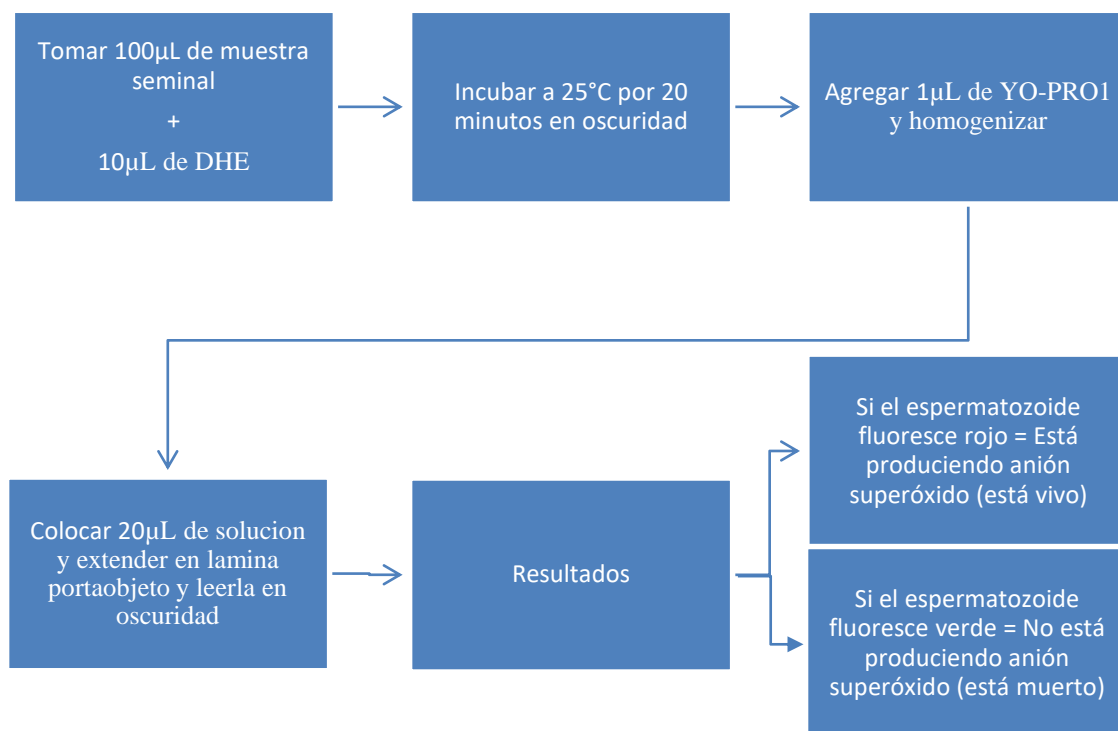 Tomar 100µL de muestra
seminal
+
10µL de DHE
Incubar a 25°C por 20
minutos en oscuridad
Agregar 1µL de YO-PRO1
y homogenizar
Colocar 20µL de solucion
y extender en lamina
portaobjeto y leerla en
oscuridad
Resultados
Si el espermatozoide
fluoresce rojo = Está
produciendo anión
superóxido (está vivo)
Si el espermatozoide
fluoresce verde = No está
produciendo anión
superóxido (está muerto)